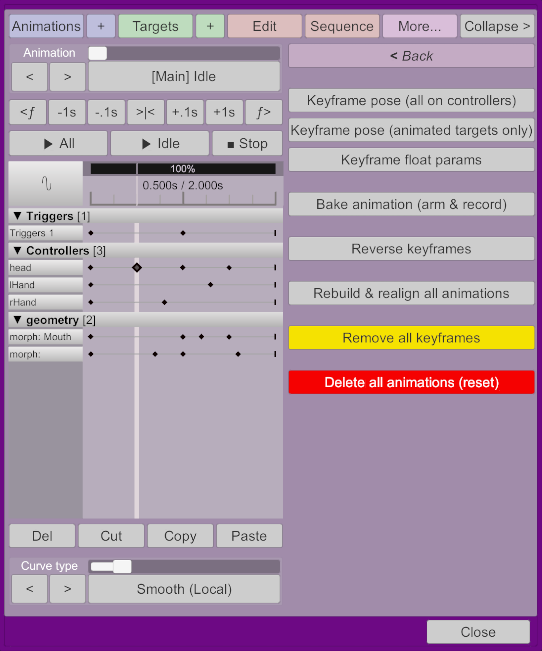 Animations + Targets + Edit Sequence More... Collapse >
Animation
< > [Main] Idle
< Back
<ƒ -1s -.1s >|< +.1s +1s ƒ>
▶ All ▶ Idle ■ Stop
100%
0.500s / 2.000s
▼ Triggers [1]
Triggers 1
▼ Controllers [3]
head
lHand
rHand
▼ geometry [2]
morph: Mouth
morph:
Del Cut Copy Paste
Curve type
< > Smooth (Local)
Keyframe pose (all on controllers)
Keyframe pose (animated targets only)
Keyframe float params
Bake animation (arm & record)
Reverse keyframes
Rebuild & realign all animations
Remove all keyframes
Delete all animations (reset)
Close